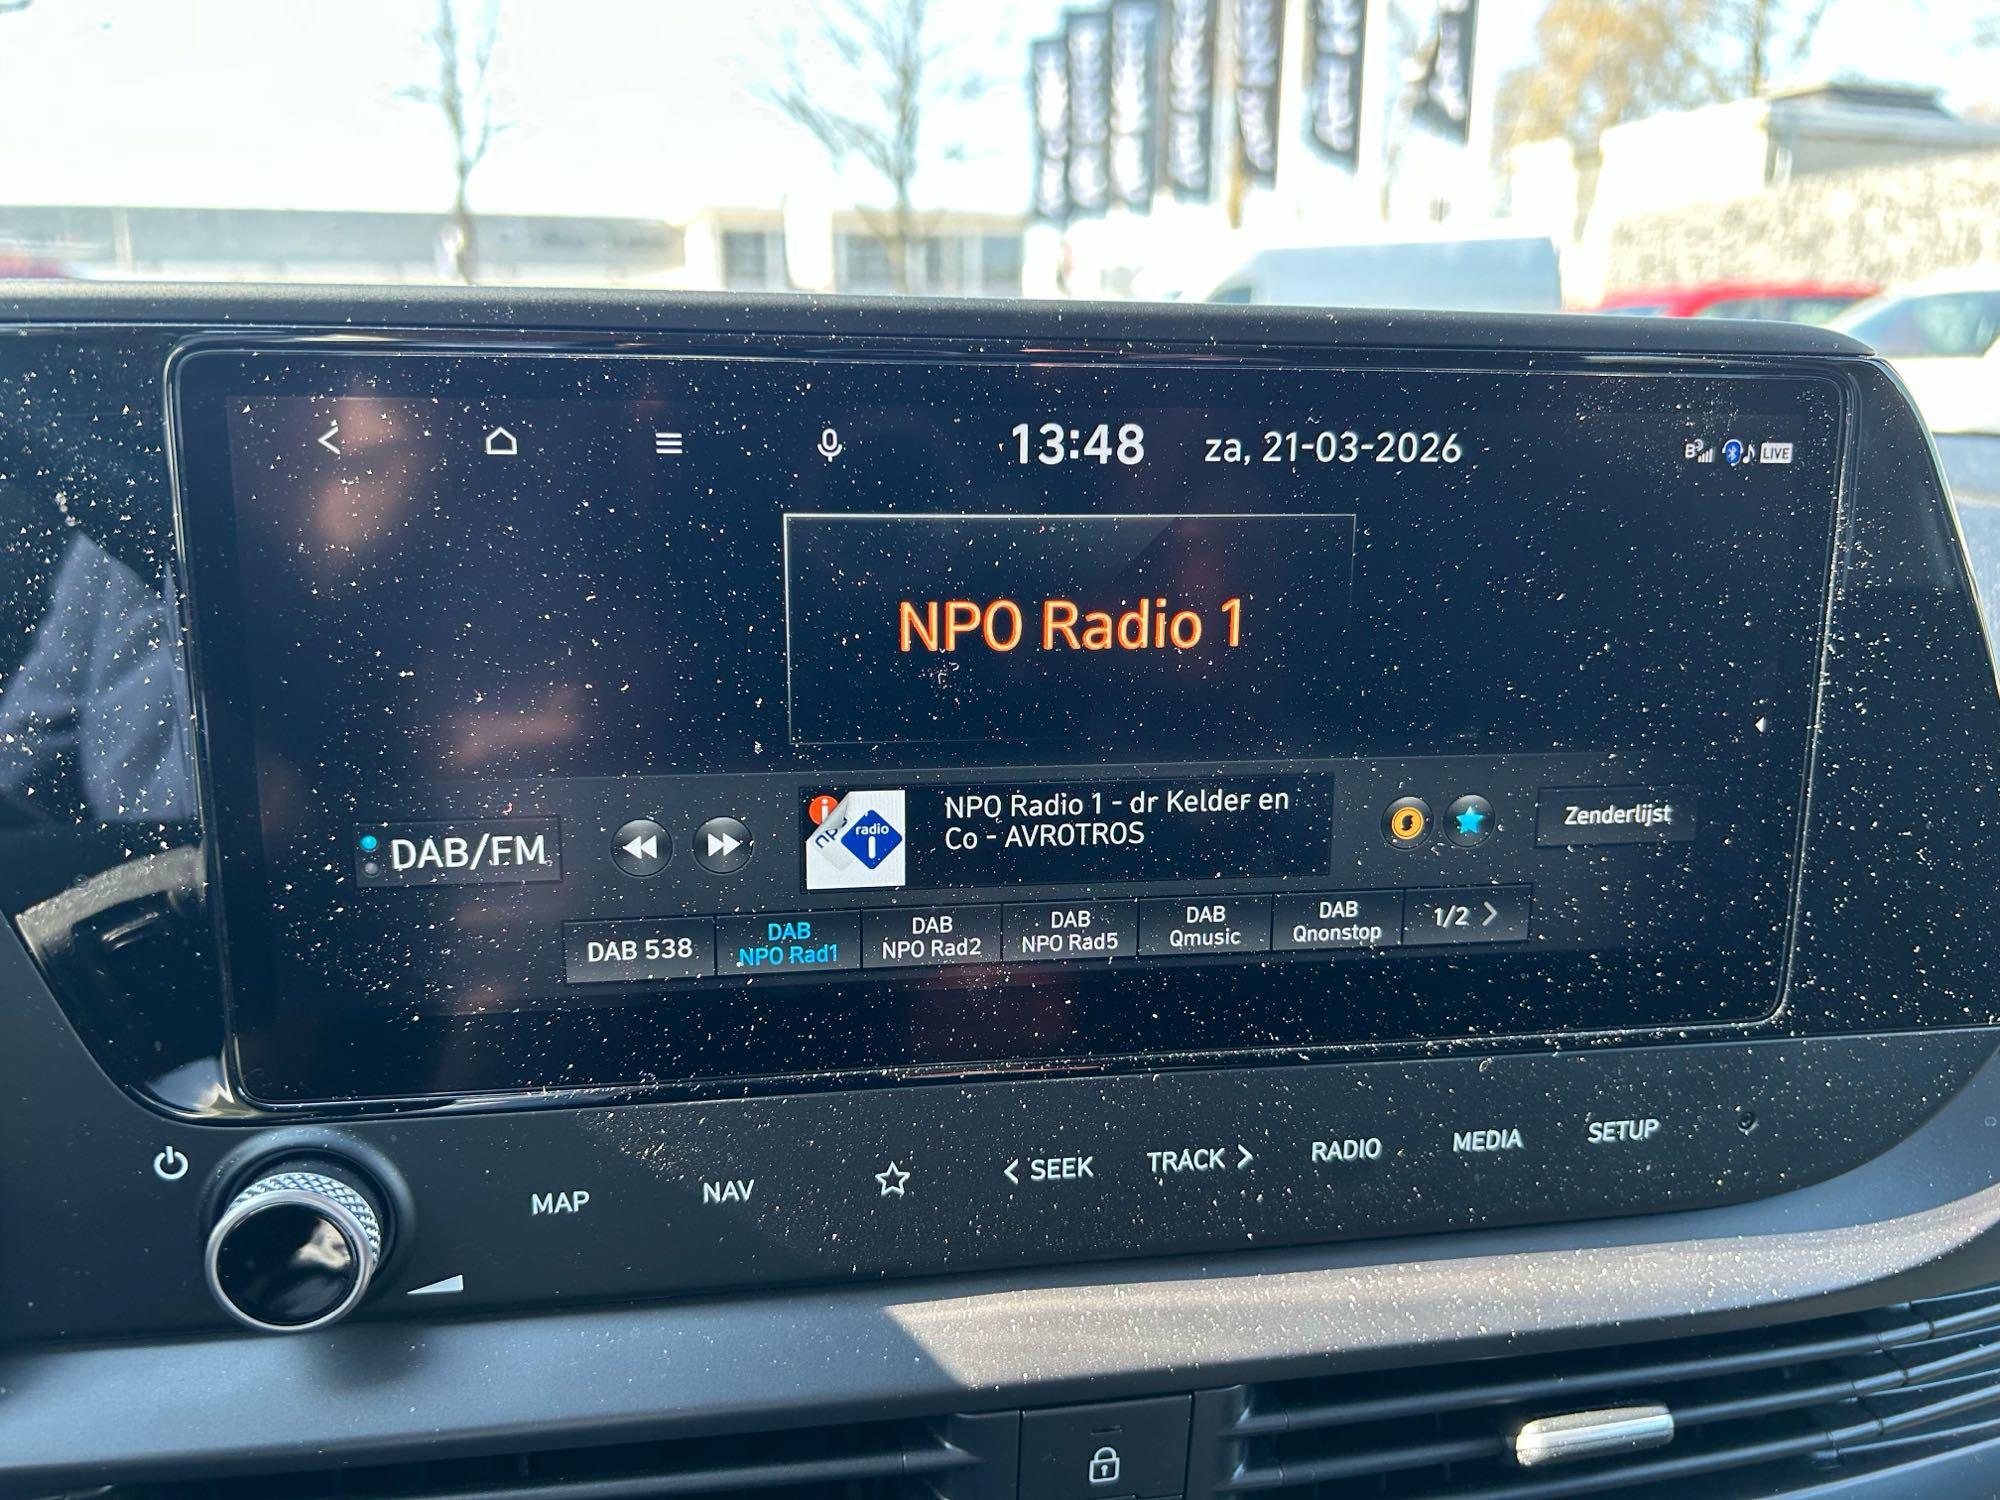 13:48 za, 21-03-2026
LIVE
NPO Radio 1
DAB/FM
npo
radio
1
NPO Radio 1 - dr Kelder en
Co - AVROTROS
Zenderlijst
DAB 538
DAB
NPO Rad1
DAB
NPO Rad2
DAB
NPO Rad5
DAB
Qmusic
DAB
Qnonstop
1/2 >
MAP
NAV
< SEEK
TRACK >
RADIO
MEDIA
SETUP